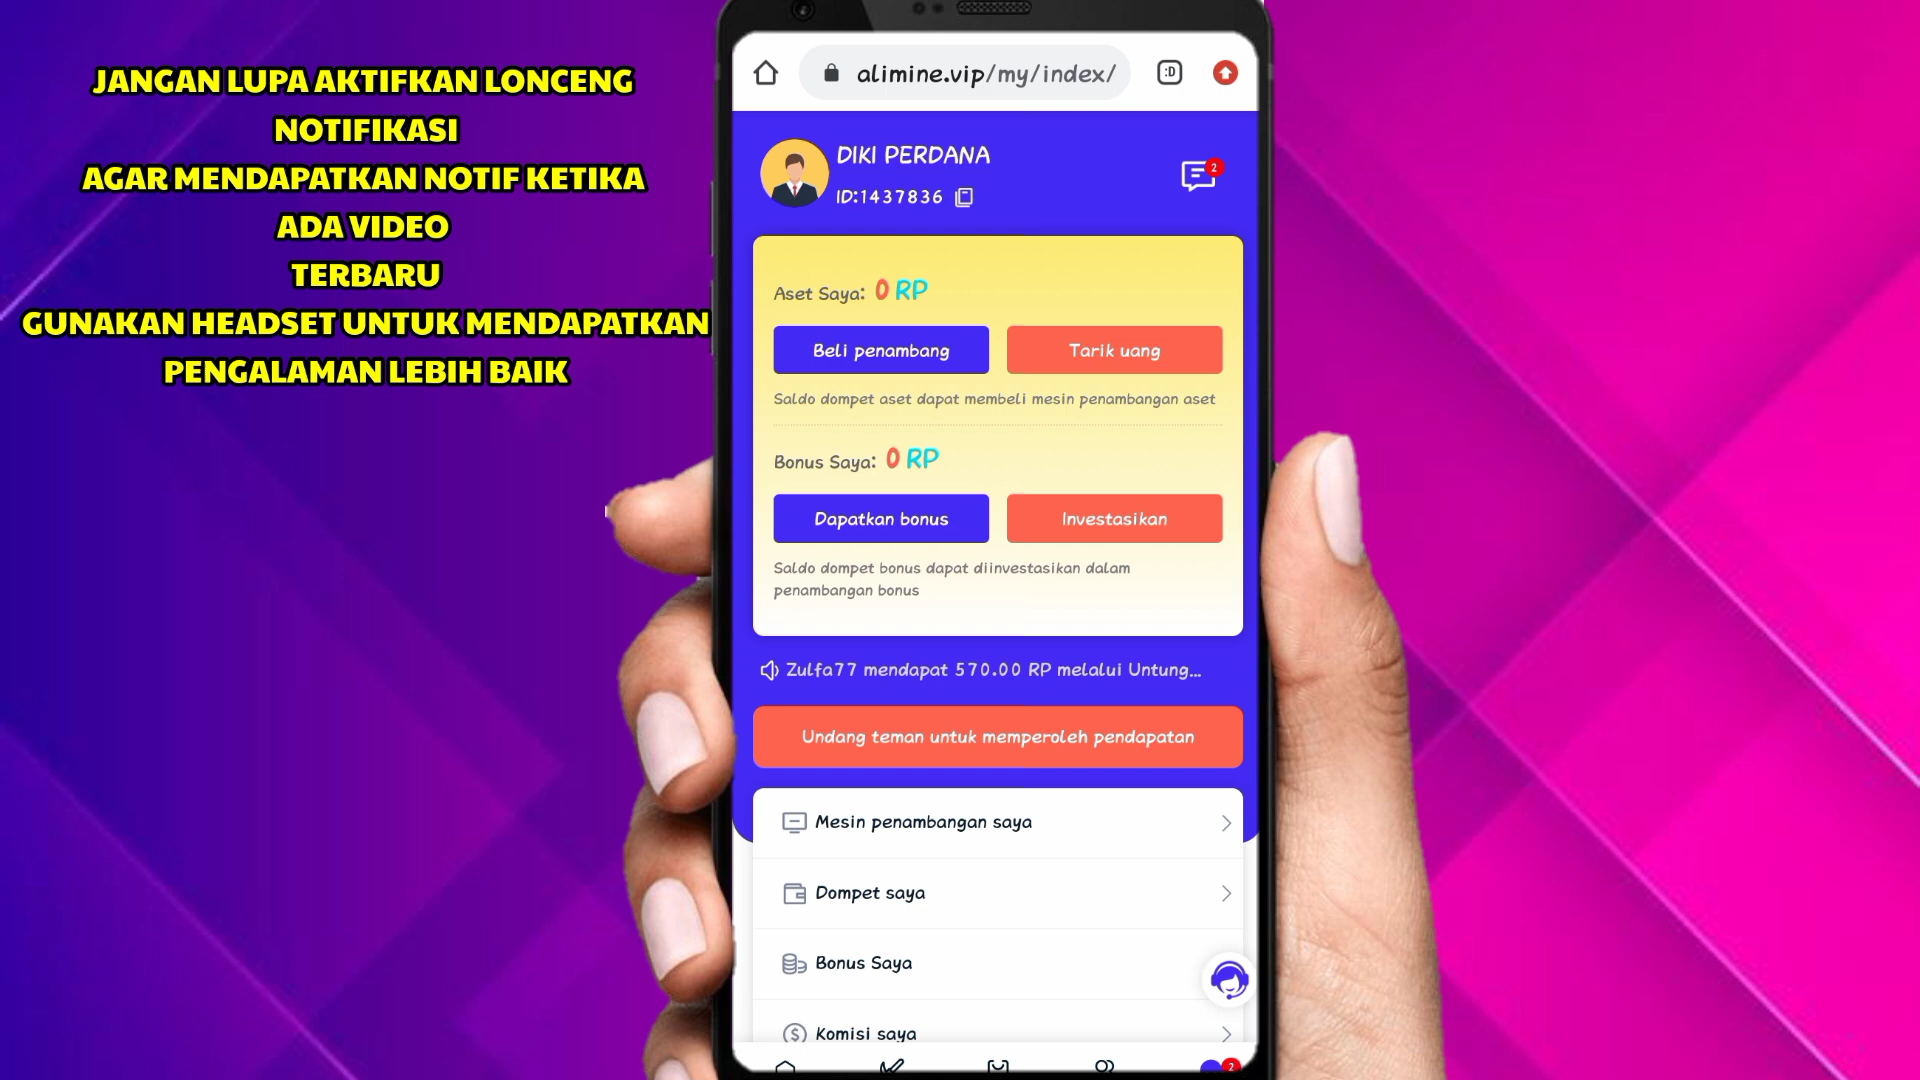 JANGAN LUPA AKTIFKAN LONCENG
NOTIFIKASI
AGAR MENDAPATKAN NOTIF KETIKA
ADA VIDEO
TERBARU
GUNAKAN HEADSET UNTUK MENDAPATKAN
PENGALAMAN LEBIH BAIK
alimine.vip/my/index/
:D
DIKI PERDANA
2
ID:1437836
Aset Saya: 0 RP
Beli penambang
Tarik uang
Saldo dompet aset dapat membeli mesin penambangan aset
Bonus Saya: 0 RP
Dapatkan bonus
Investasikan
Saldo dompet bonus dapat diinvestasikan dalam
penambangan bonus
Zulfa77 mendapat 570.00 RP melalui Untung...
Undang teman untuk memperoleh pendapatan
Mesin penambangan saya
Dompet saya
Bonus Saya
Komisi saya
2